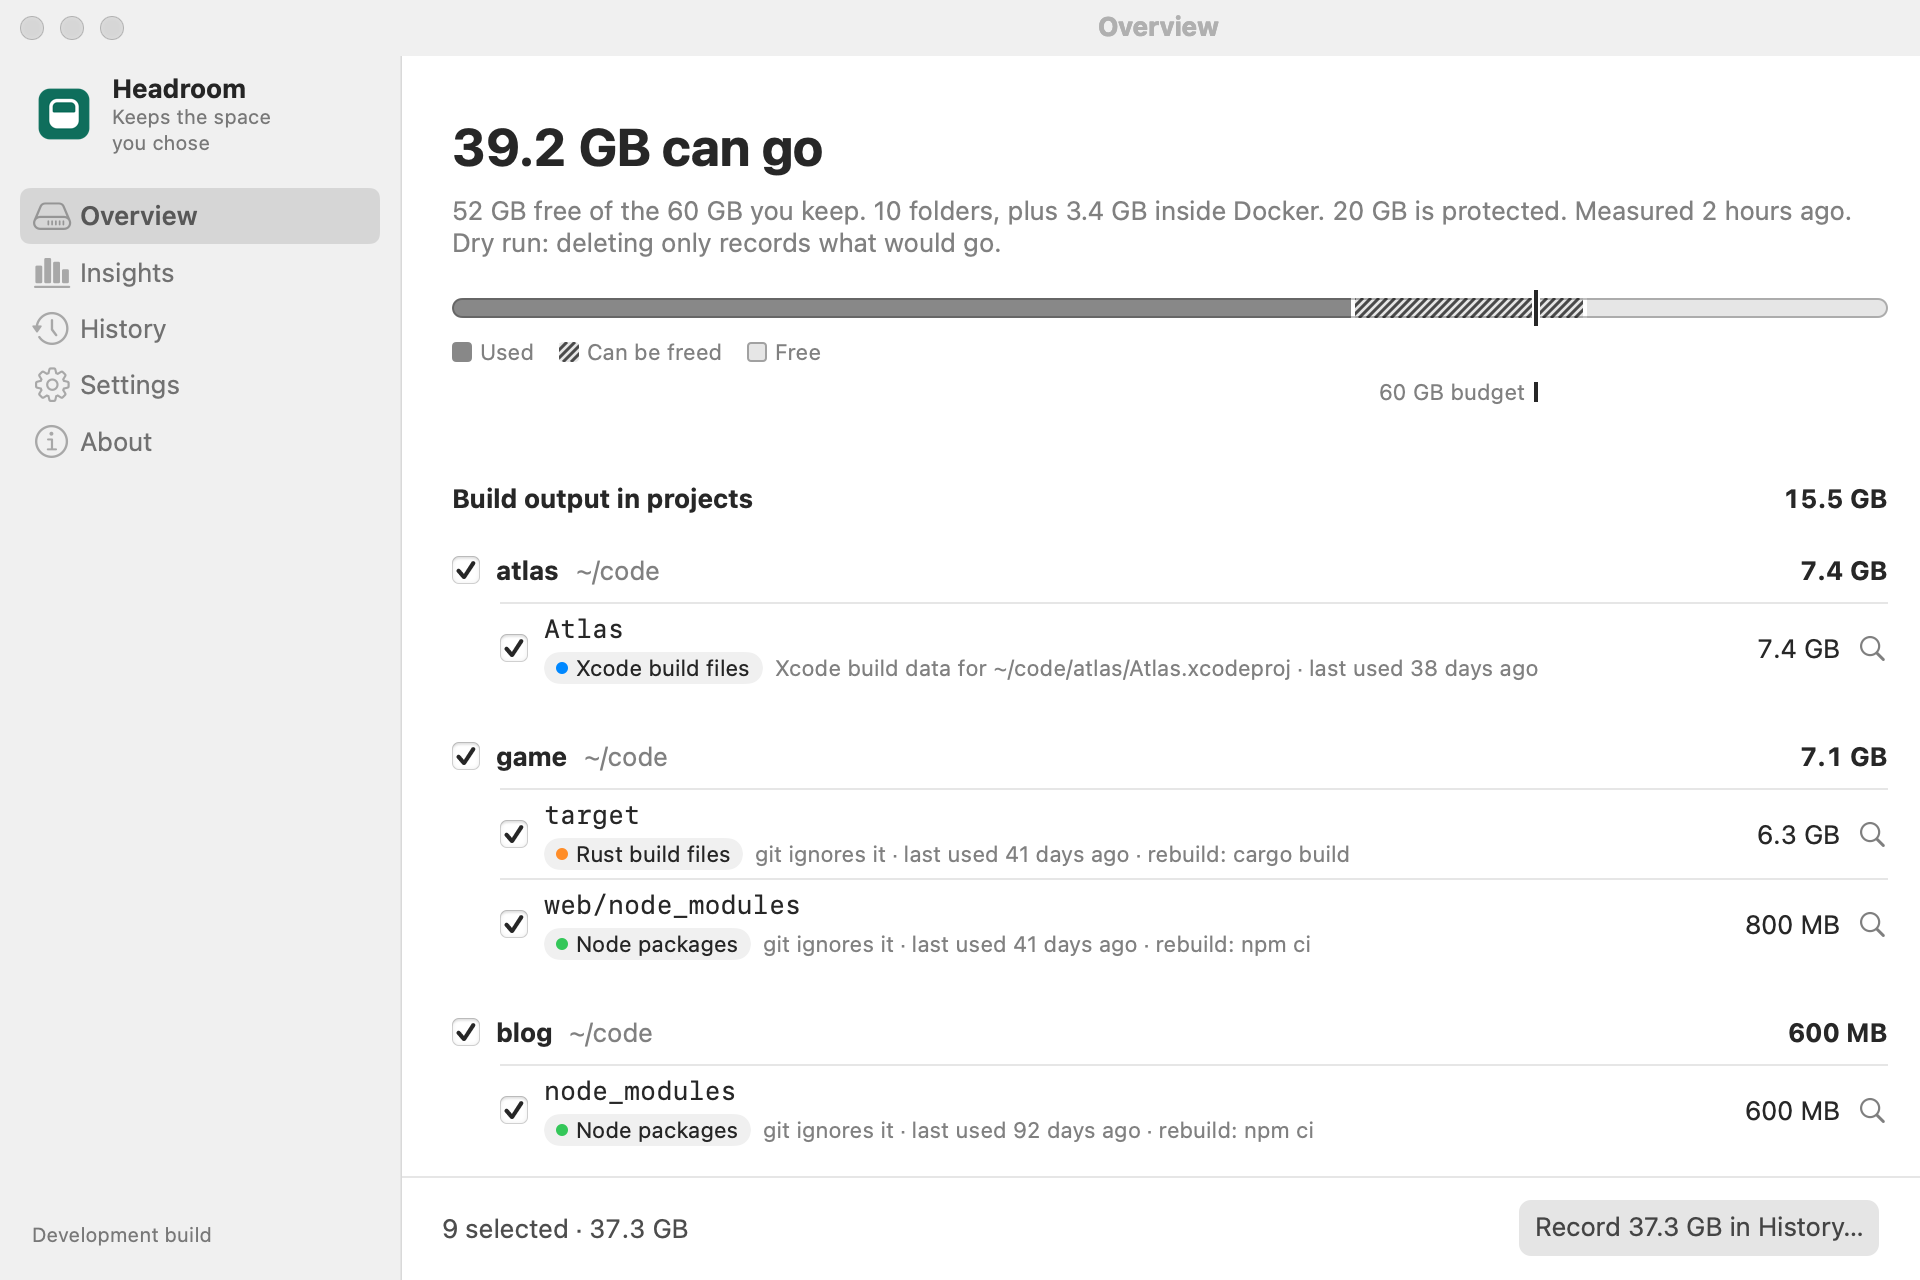 Overview
Headroom
Keeps the space
you chose
Overview
Insights
History
Settings
About
Development build
39.2 GB can go
52 GB free of the 60 GB you keep. 10 folders, plus 3.4 GB inside Docker. 20 GB is protected. Measured 2 hours ago.
Dry run: deleting only records what would go.
Used Can be freed Free
60 GB budget
Build output in projects 15.5 GB
atlas ~/code 7.4 GB
Atlas
7.4 GB
Xcode build files Xcode build data for ~/code/atlas/Atlas.xcodeproj · last used 38 days ago
game ~/code 7.1 GB
target
6.3 GB
Rust build files git ignores it · last used 41 days ago · rebuild: cargo build
web/node_modules
800 MB
Node packages git ignores it · last used 41 days ago · rebuild: npm ci
blog ~/code 600 MB
node_modules
600 MB
Node packages git ignores it · last used 92 days ago · rebuild: npm ci
9 selected · 37.3 GB
Record 37.3 GB in History...